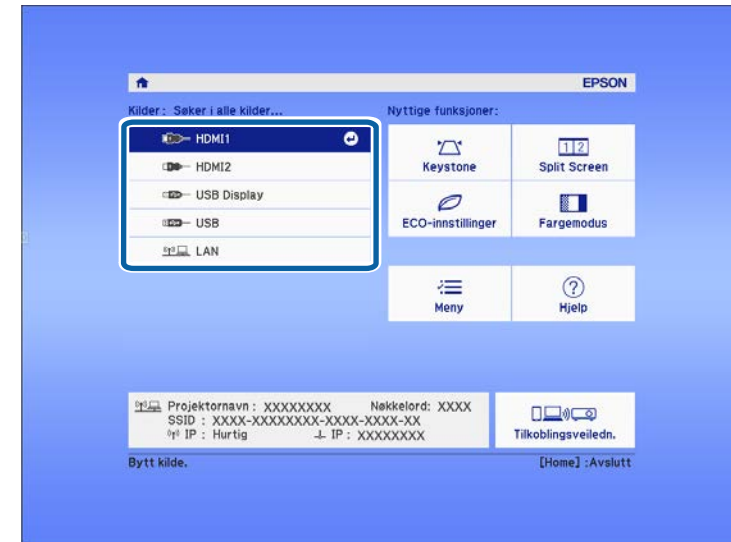 EPSON
Kilder : Søker i alle kilder...
HDMI1
HDMI2
USB Display
USB
LAN
Nyttige funksjoner:
Keystone
1 2
Split Screen
ECO-innstillinger
Fargemodus
Meny
?
Hjelp
Projektornavn : XXXXXXXX Nøkkelord: XXXX
SSID : XXXX-XXXXXXXX-XXXX-XXXX-XX
IP : Hurtig IP : XXXXXXXX
Tilkoblingsveiledn.
Bytt kilde.
[Home] :Avslutt